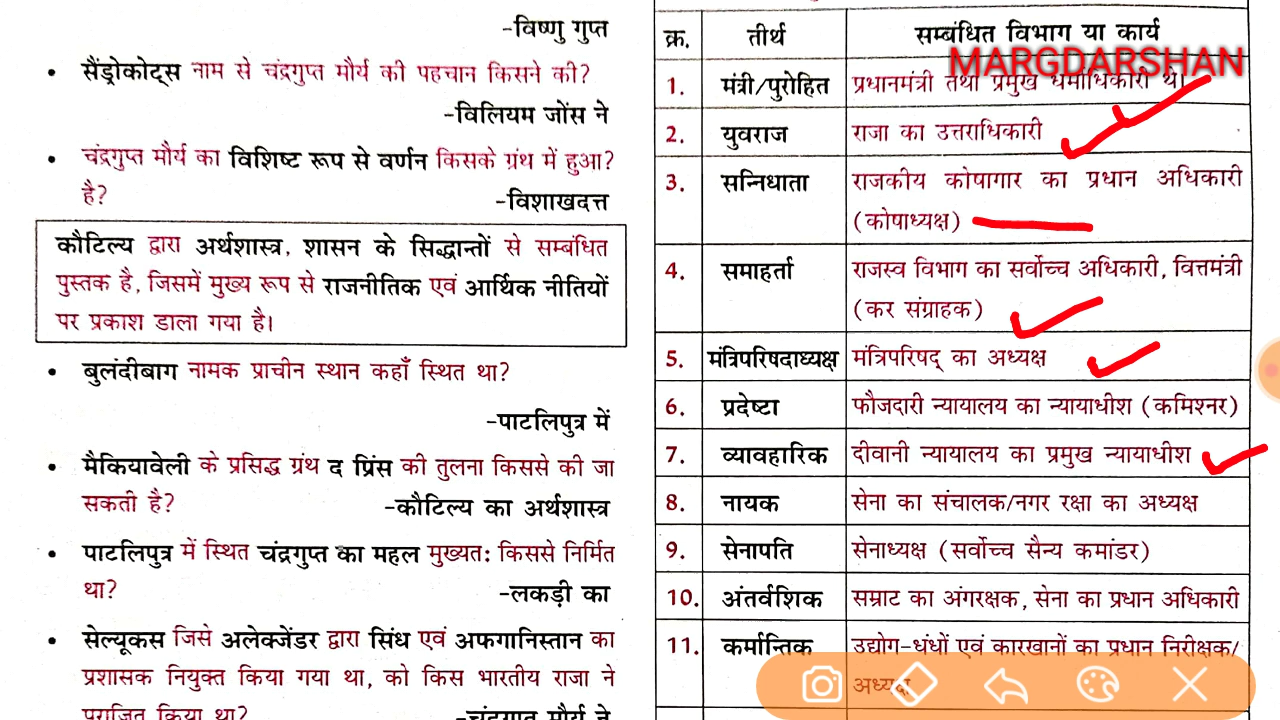 -विष्णु गुप्त
• सैंड्रोकोट्स नाम से चंद्रगुप्त मौर्य की पहचान किसने की?
-विलियम जोंस ने
• चंद्रगुप्त मौर्य का विशिष्ट रूप से वर्णन किसके ग्रंथ में हुआ?
है?
-विशाखदत्त
कौटिल्य द्वारा अर्थशास्त्र, शासन के सिद्धान्तों से सम्बंधित
पुस्तक है, जिसमें मुख्य रूप से राजनीतिक एवं आर्थिक नीतियों
पर प्रकाश डाला गया है।
• बुलंदीबाग नामक प्राचीन स्थान कहाँ स्थित था?
-पाटलिपुत्र में
• मैकियावेली के प्रसिद्ध ग्रंथ द प्रिंस की तुलना किससे की जा
सकती है? -कौटिल्य का अर्थशास्त्र
• पाटलिपुत्र में स्थित चंद्रगुप्त का महल मुख्यत: किससे निर्मित
था? -लकड़ी का
• सेल्यूकस जिसे अलेक्जेंडर द्वारा सिंध एवं अफगानिस्तान का
प्रशासक नियुक्त किया गया था, को किस भारतीय राजा ने
पराजित किया था? -चंद्रगुप्त मौर्य ने
क्र. तीर्थ सम्बंधित विभाग या कार्य
MARGDARSHAN
1. मंत्री/पुरोहित प्रधानमंत्री तथा प्रमुख धर्माधिकारी थे।
2. युवराज राजा का उत्तराधिकारी
3. सन्निधाता राजकीय कोषागार का प्रधान अधिकारी
(कोषाध्यक्ष)
4. समाहर्ता राजस्व विभाग का सर्वोच्च अधिकारी, वित्तमंत्री
(कर संग्राहक)
5. मंत्रिपरिषदाध्यक्ष मंत्रिपरिषद् का अध्यक्ष
6. प्रदेष्टा फौजदारी न्यायालय का न्यायाधीश (कमिश्नर)
7. व्यावहारिक दीवानी न्यायालय का प्रमुख न्यायाधीश
8. नायक सेना का संचालक/नगर रक्षा का अध्यक्ष
9. सेनापति सेनाध्यक्ष (सर्वोच्च सैन्य कमांडर)
10. अंतर्वशिक सम्राट का अंगरक्षक, सेना का प्रधान अधिकारी
11. कर्मान्तिक उद्योग-धंधों एवं कारखानों का प्रधान निरीक्षक/
अध्यक्ष